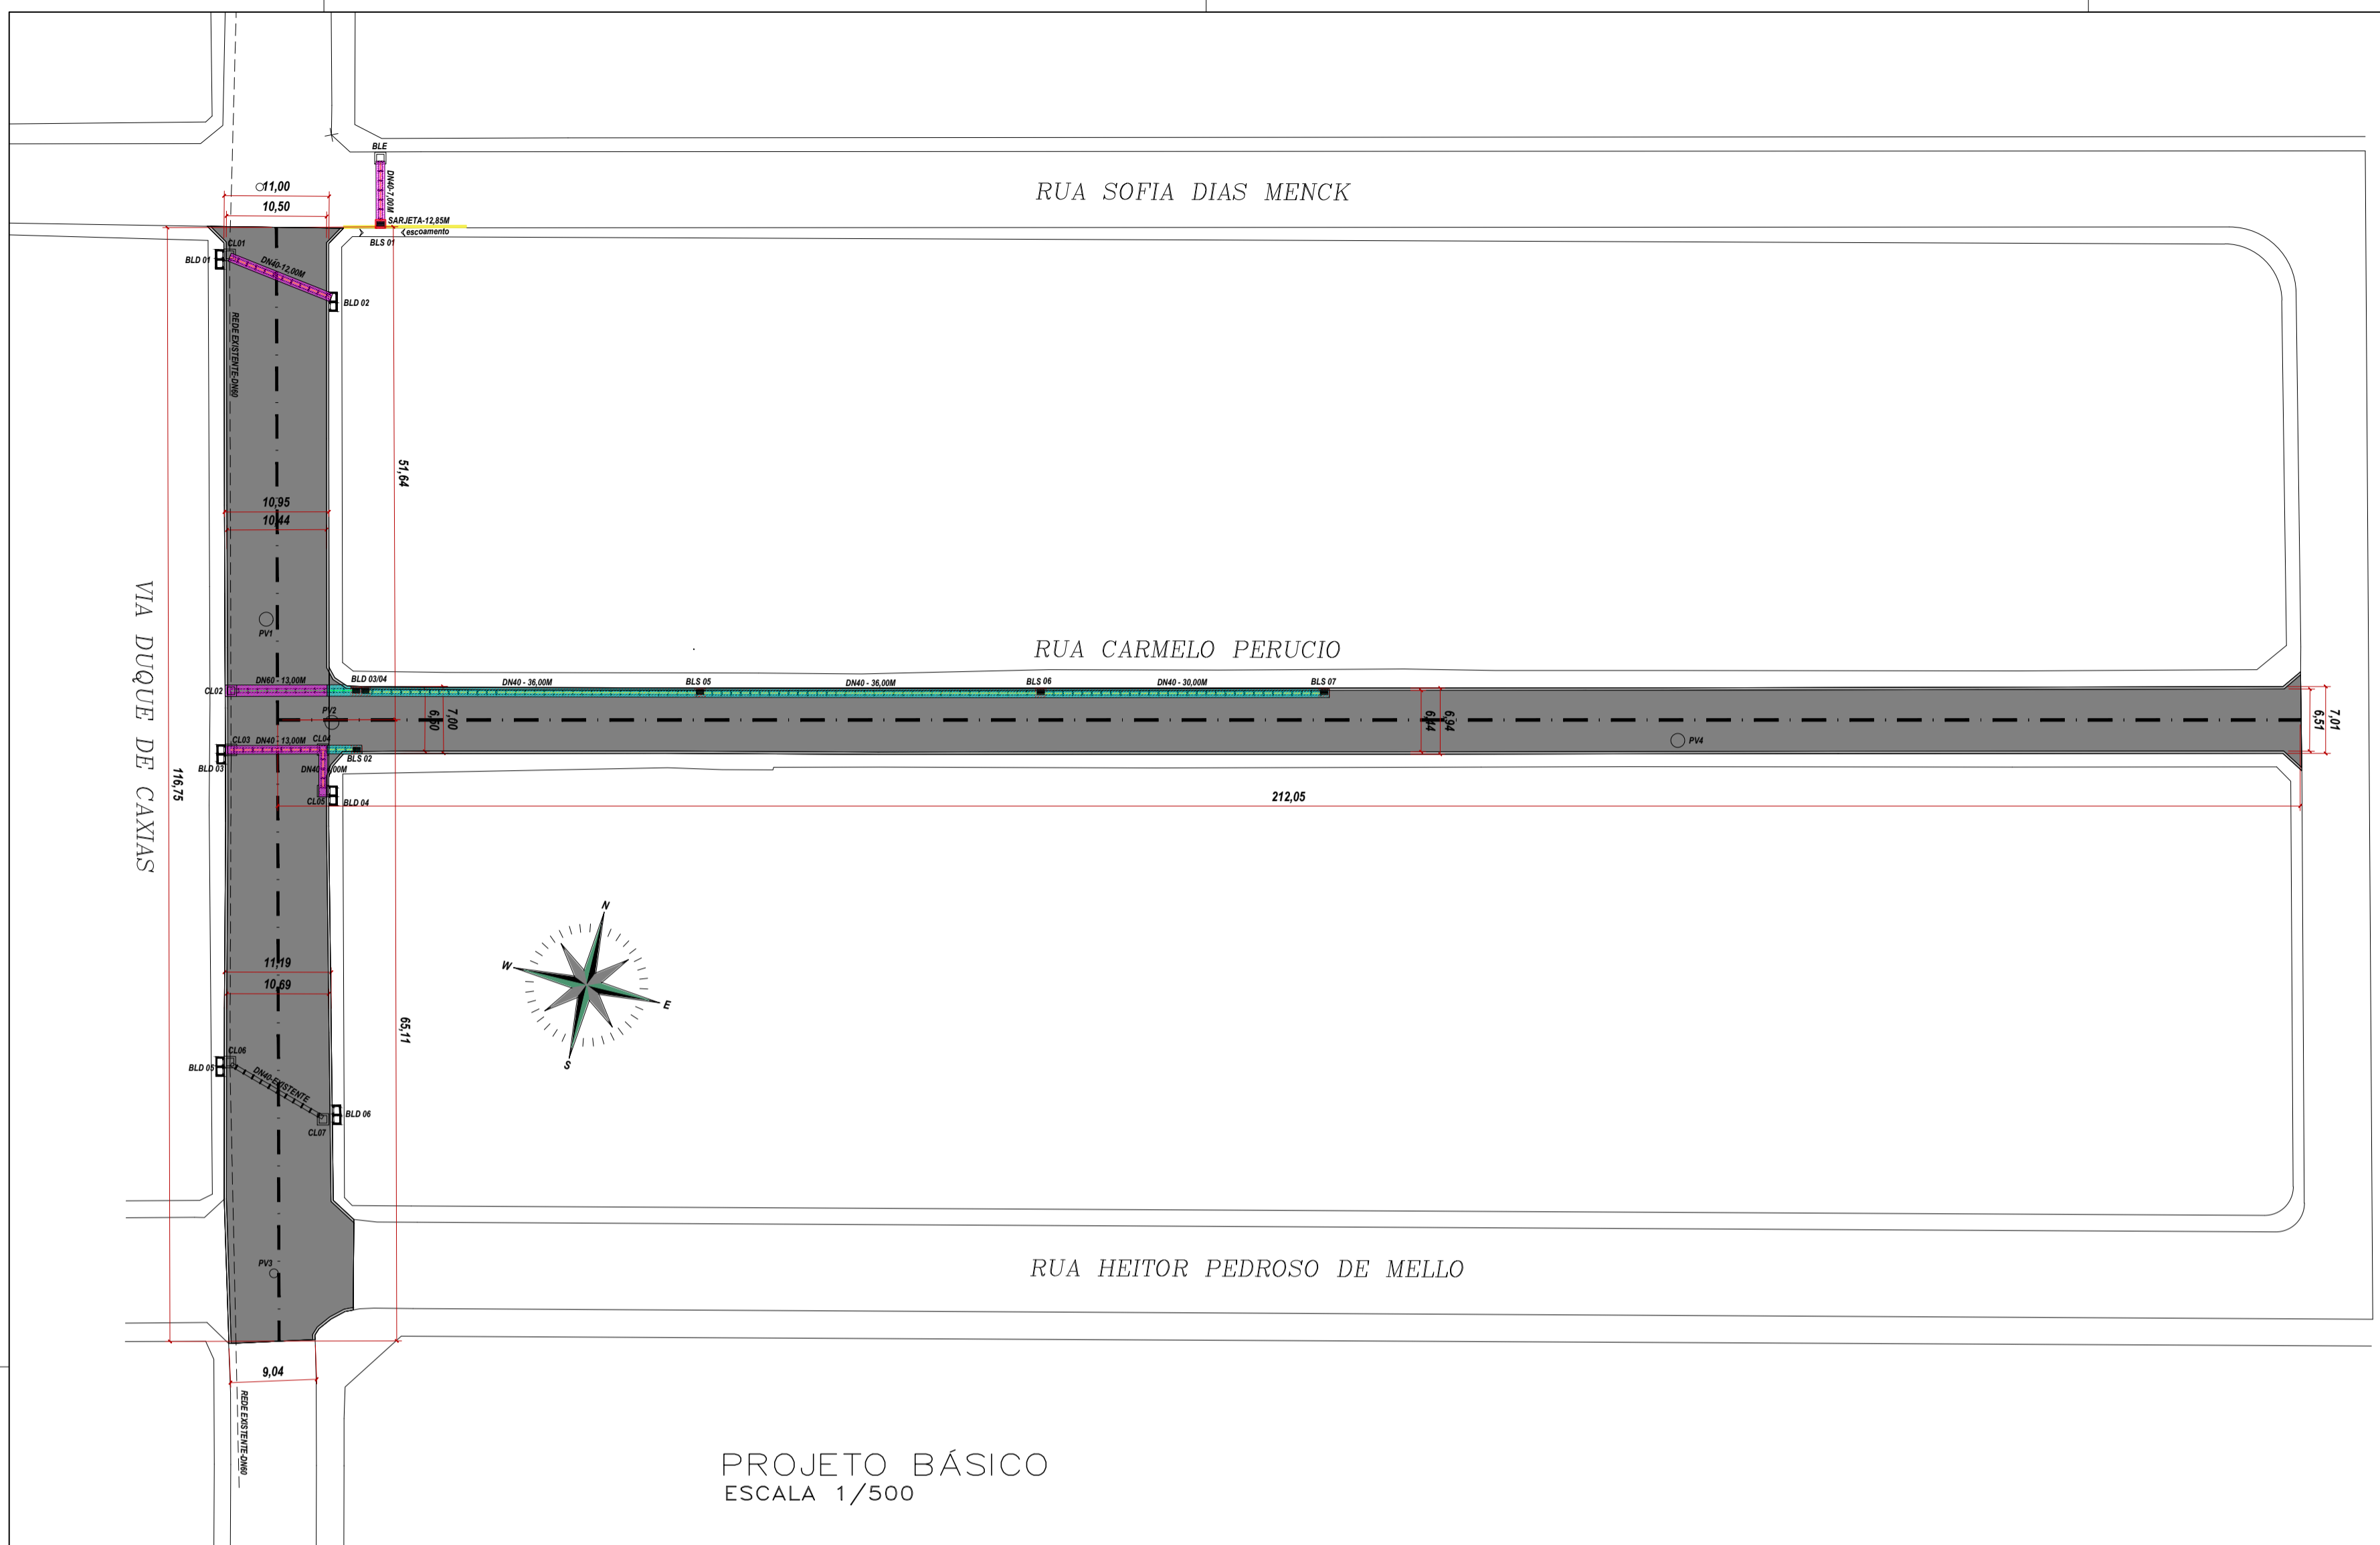 BLE
DN40-7,00M
RUA SOFIA DIAS MENCK
11,00
10,50
SARJETA-12,85M
escoamento
BLS 01
CL01
BLD 01
DN40-12,00M
BLD 02
REDE EXISTENTE-DN60
51,64
10,95
10,44
VIA DUQUE DE CAXIAS
PV1
RUA CARMELO PERUCIO
CL02
DN60 - 13,00M
BLD 03/04
DN40 - 36,00M
BLS 05
DN40 - 36,00M
BLS 06
DN40 - 30,00M
BLS 07
PV2
6,50
7,00
6,44
6,94
6,51
7,01
PV4
CL03
DN40 - 13,00M
CL04
BLS 02
BLD 03
DN40
00M
CL05
BLD 04
116,75
212,05
N
W
E
S
11,19
10,69
65,11
CL06
BLD 05
DN40-EXISTENTE
BLD 06
CL07
PV3
RUA HEITOR PEDROSO DE MELLO
9,04
REDE EXISTENTE-DN60
PROJETO BÁSICO
ESCALA 1/500